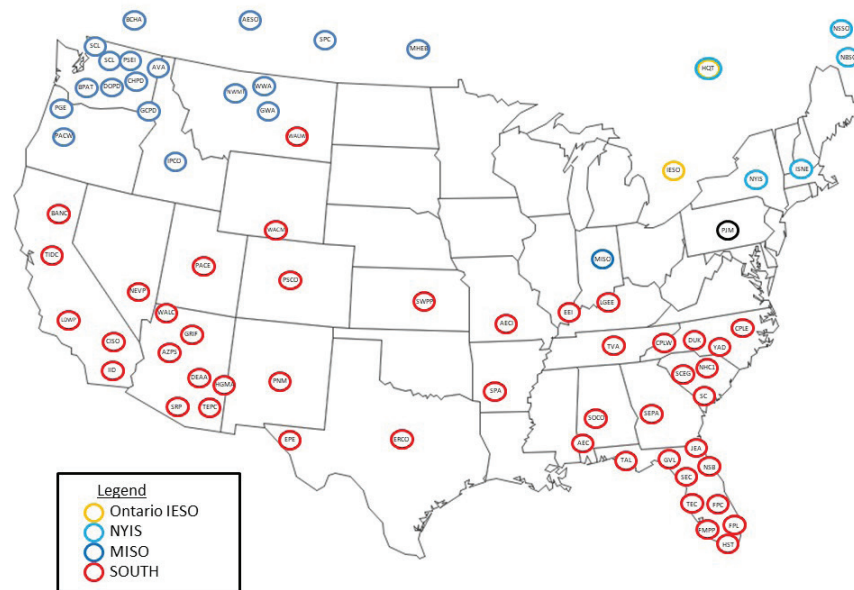 BCHA
AESO
SPC
MHEB
NSSO
NBSO
SCL
SCL
PSEI
AVA
HQT
BPAT
DOPD
CHPD
NWMT
WWA
GWA
PGE
GCPD
PACW
WAUW
IPCO
IESO
NYIS
ISNE
BANC
WACM
PJM
TIDC
PACE
PSCO
MISO
NEVP
SWPP
LGEE
WALC
EEI
LDWP
AECI
CPLE
GRIF
CISO
AZPS
TVA
CPLW
DUK
YAD
IID
DEAA
HGMA
PNM
SPA
SCEG
NHC1
SRP
TEPC
SC
SOCO
SEPA
EPE
ERCO
AEC
JEA
TAL
GVL
NSB
SEC
TEC
FPC
FMPP
FPL
HST
Legend
Ontario IESO
NYIS
MISO
SOUTH